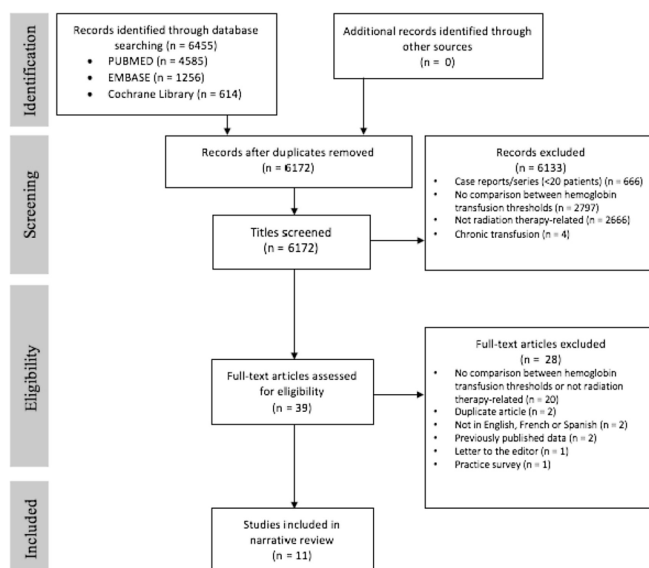 Identification
Records identified through database
searching (n = 6455)
• PUBMED (n = 4585)
• EMBASE (n = 1256)
• Cochrane Library (n = 614)
Additional records identified through
other sources
(n = 0)
Screening
Records after duplicates removed
(n = 6172)
Records excluded
(n = 6133)
• Case reports/series (<20 patients) (n = 666)
• No comparison between hemoglobin
transfusion thresholds (n = 2797)
• Not radiation therapy-related (n = 2666)
• Chronic transfusion (n = 4)
Titles screened
(n = 6172)
Eligibility
Full-text articles assessed
for eligibility
(n = 39)
Full-text articles excluded
(n = 28)
• No comparison between hemoglobin
transfusion thresholds or not radiation
therapy-related (n = 20)
• Duplicate article (n = 2)
• Not in English, French or Spanish (n = 2)
• Previously published data (n = 2)
• Letter to the editor (n = 1)
• Practice survey (n = 1)
Included
Studies included in
narrative review
(n = 11)